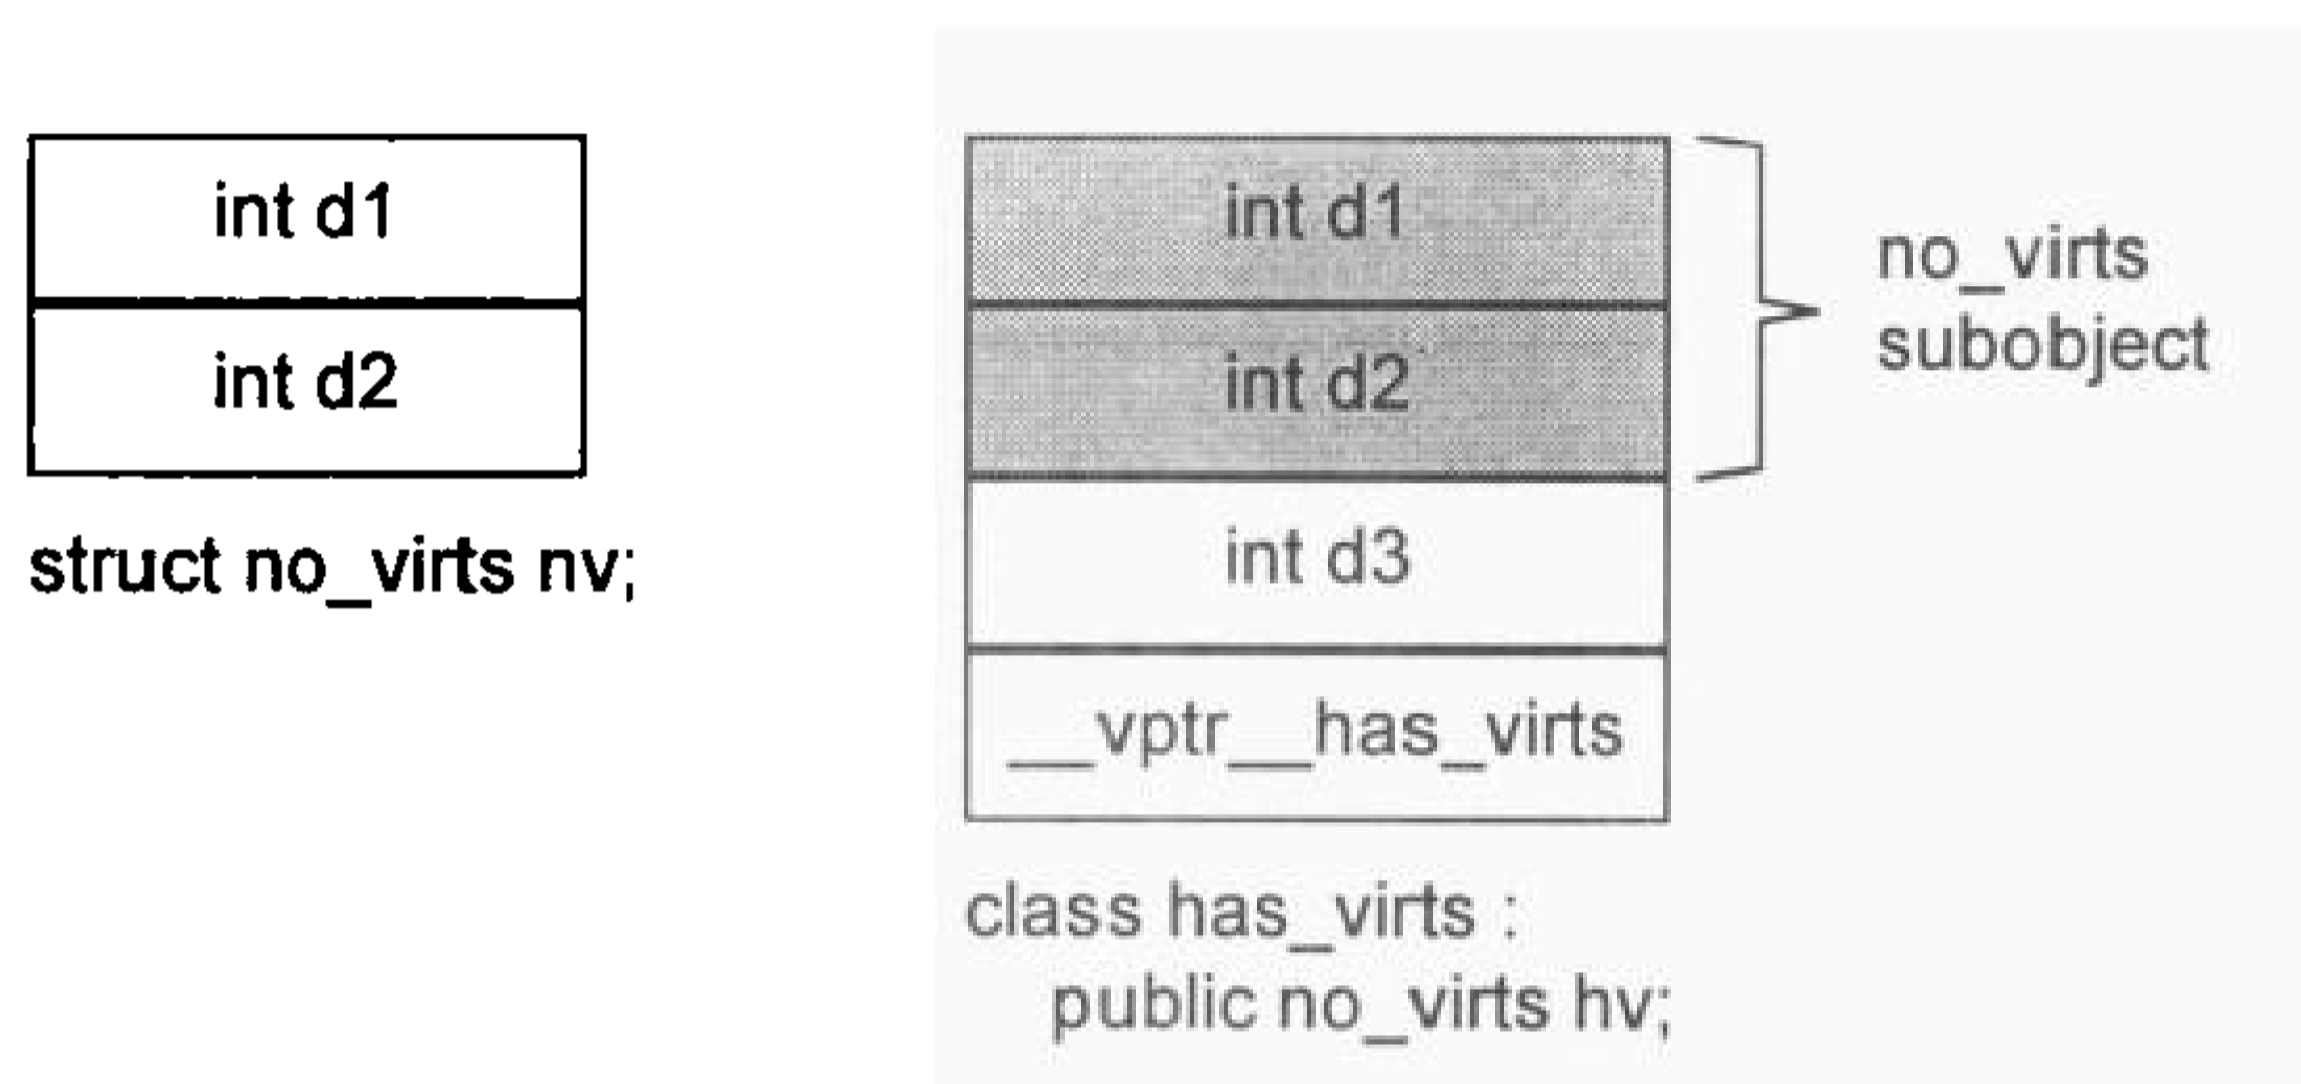 int d1
int d2
struct no_virts nv;
int d1
int d2
int d3
__vptr__has_virts
no_virts
subobject
class has_virts :
public no_virts hv;